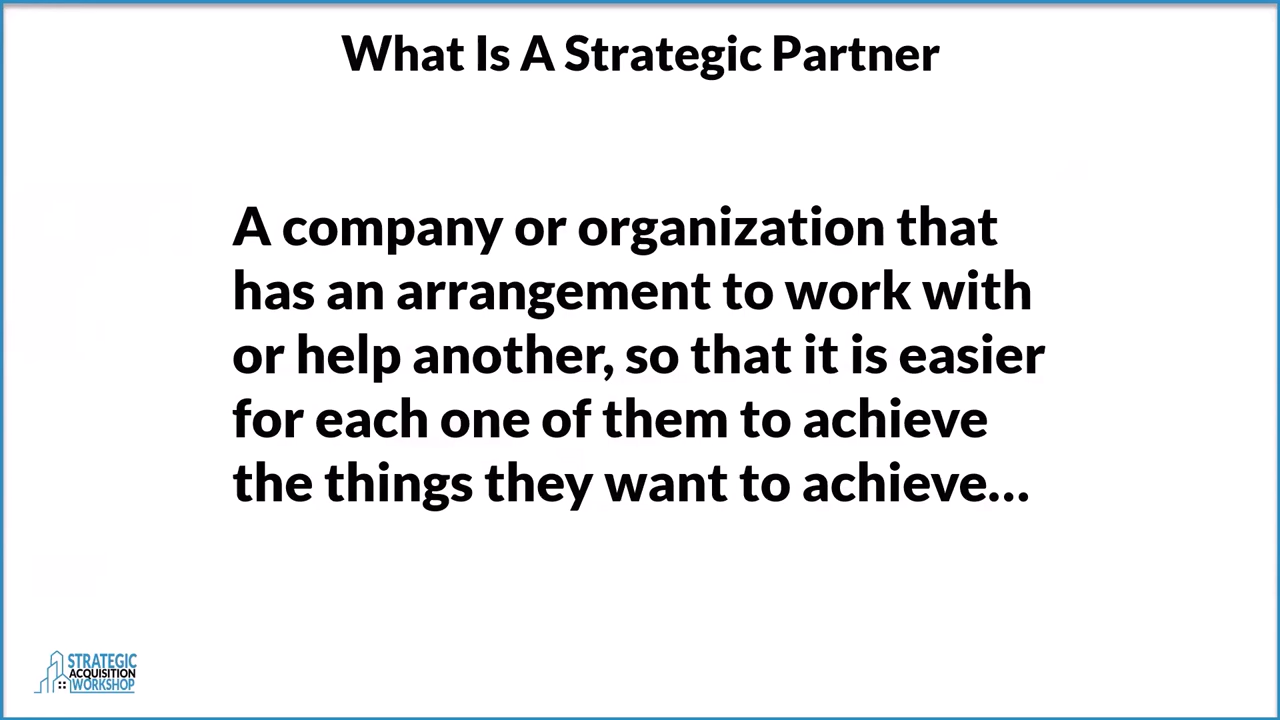 What Is A Strategic Partner
A company or organization that
has an arrangement to work with
or help another, so that it is easier
for each one of them to achieve
the things they want to achieve...
STRATEGIC
ACQUISITION
WORKSHOP